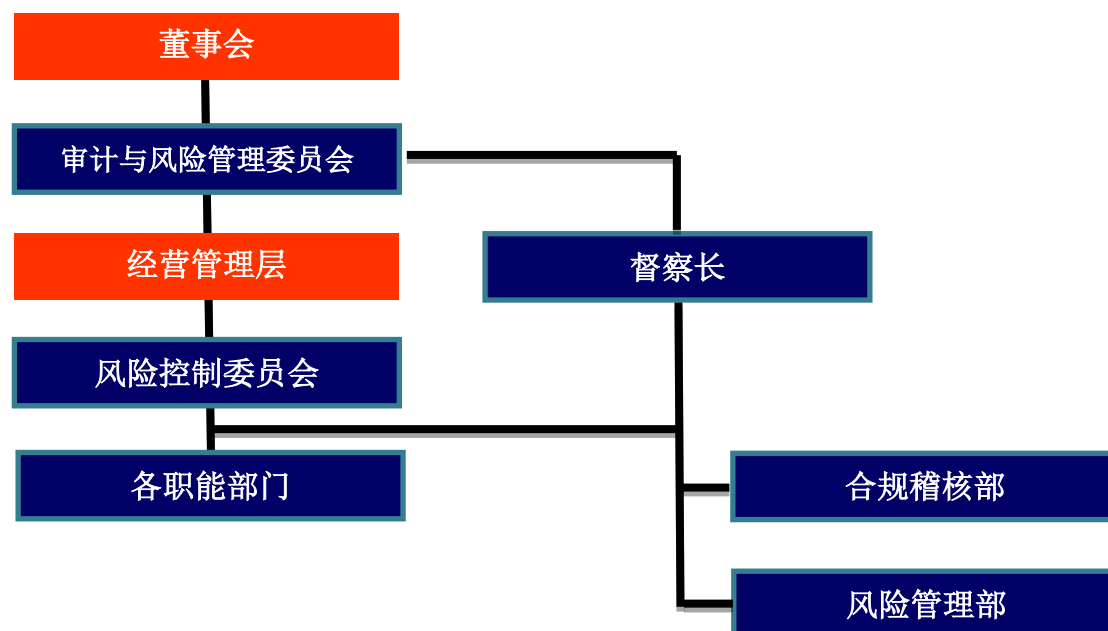 董事会
审计与风险管理委员会
经营管理层
督察长
风险控制委员会
各职能部门
合规稽核部
风险管理部